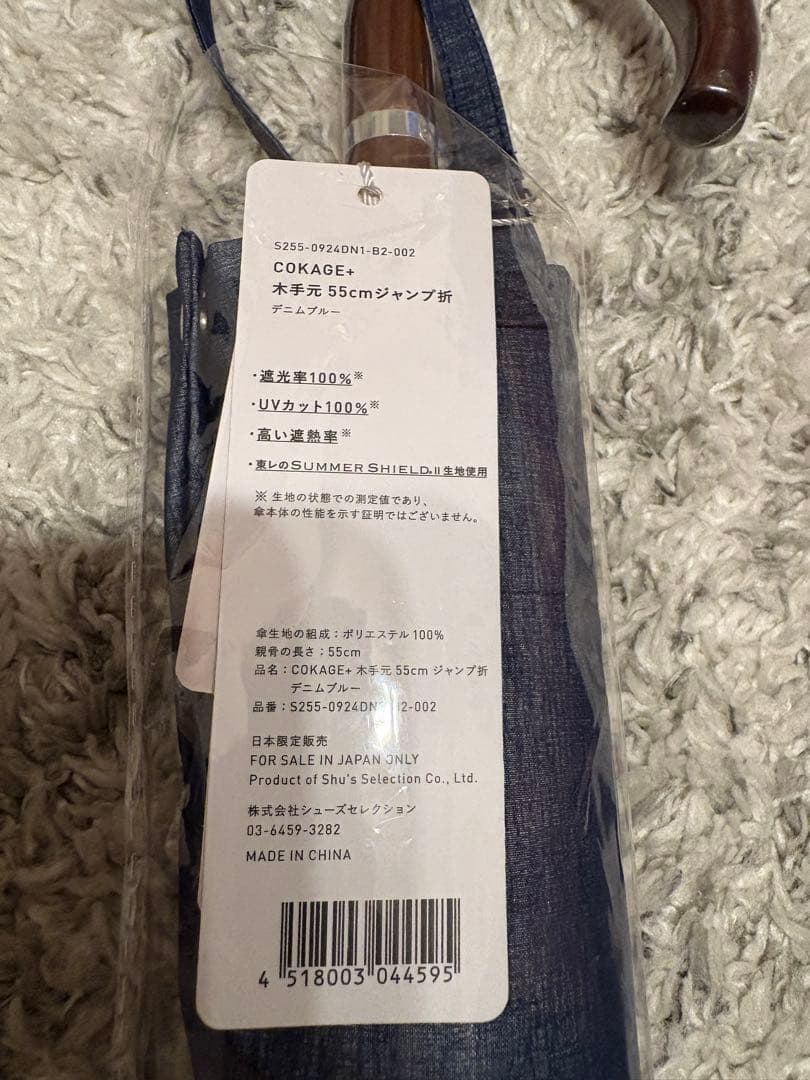 S255-0924DN1-B2-002
COKAGE+
木手元 55cmジャンプ折
デニムブルー
・遮光率100%※
・UVカット100%※
・高い遮熱率※
・東レのSUMMER SHIELD®II生地使用
※ 生地の状態での測定値であり、
傘本体の性能を示す証明ではございません。
傘生地の組成：ポリエステル100%
親骨の長さ：55cm
品名：COKAGE+ 木手元 55cm ジャンプ折
デニムブルー
品番：S255-0924DN1-B2-002
日本限定販売
FOR SALE IN JAPAN ONLY
Product of Shu's Selection Co., Ltd.
株式会社シューズセレクション
03-6459-3282
MADE IN CHINA
4 518003 044595